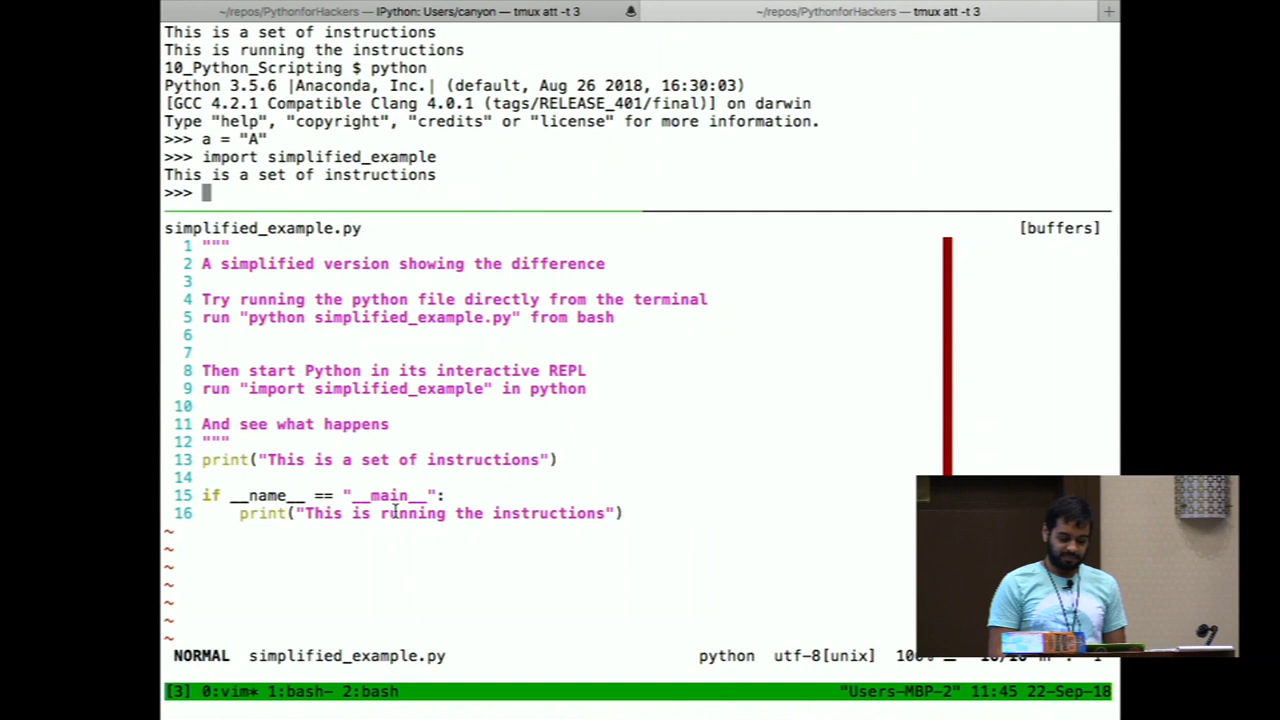 ~/repos/PythonforHackers — IPython: Users/canyon — tmux att -t 3
~/repos/PythonforHackers — tmux att -t 3
+
This is a set of instructions
This is running the instructions
10_Python_Scripting $ python
Python 3.5.6 |Anaconda, Inc.| (default, Aug 26 2018, 16:30:03)
[GCC 4.2.1 Compatible Clang 4.0.1 (tags/RELEASE_401/final)] on darwin
Type "help", "copyright", "credits" or "license" for more information.
>>> a = "A"
>>> import simplified_example
This is a set of instructions
>>>
simplified_example.py [buffers]
1 """
2 A simplified version showing the difference
3
4 Try running the python file directly from the terminal
5 run "python simplified_example.py" from bash
6
7
8 Then start Python in its interactive REPL
9 run "import simplified_example" in python
10
11 And see what happens
12 """
13 print("This is a set of instructions")
14
15 if __name__ == "__main__":
16     print("This is running the instructions")
~
~
~
~
~
~
~
NORMAL simplified_example.py python utf-8[unix]
[3] 0:vim* 1:bash- 2:bash "Users-MBP-2" 11:45 22-Sep-18